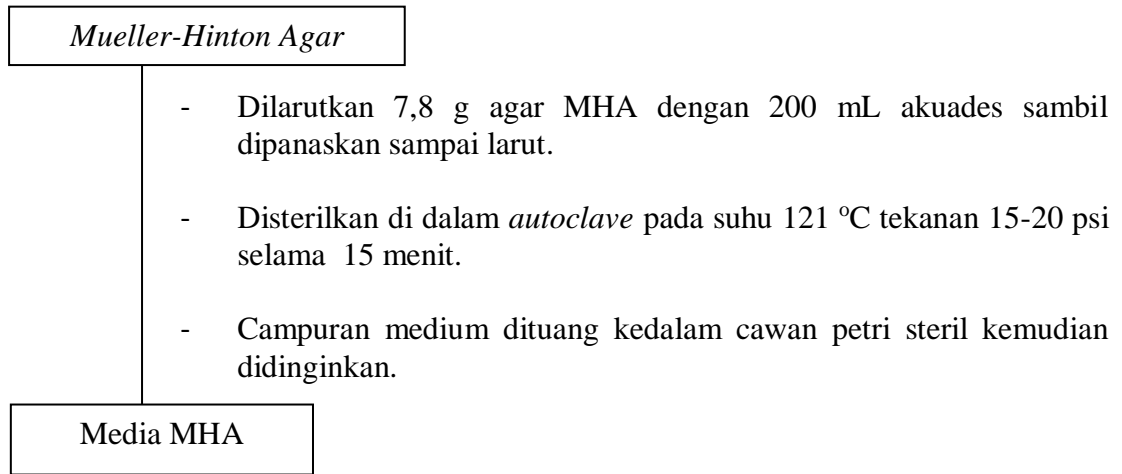 Mueller-Hinton Agar
- Dilarutkan 7,8 g agar MHA dengan 200 mL akuades sambil
dipanaskan sampai larut.
- Disterilkan di dalam autoclave pada suhu 121 ºC tekanan 15-20 psi
selama 15 menit.
- Campuran medium dituang kedalam cawan petri steril kemudian
didinginkan.
Media MHA